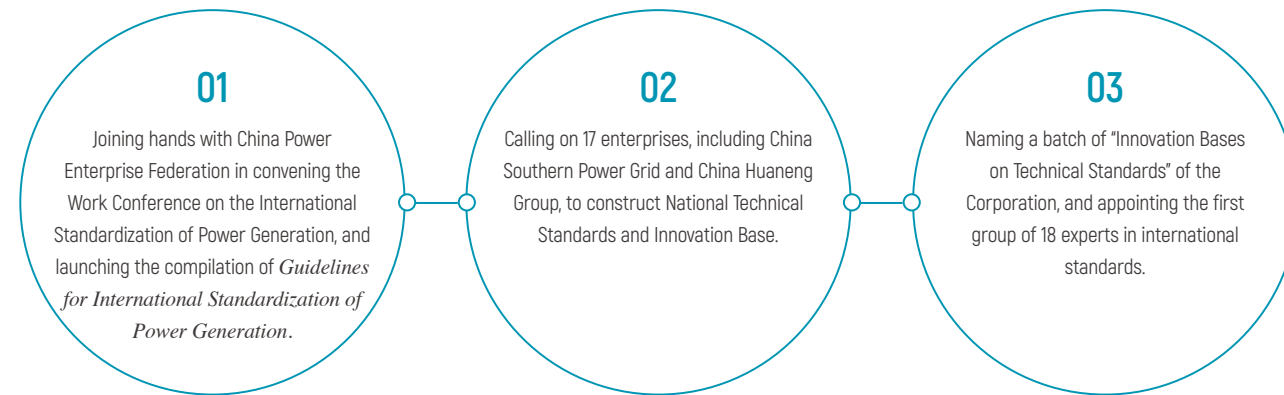 01
Joining hands with China Power
Enterprise Federation in convening the
Work Conference on the International
Standardization of Power Generation, and
launching the compilation of Guidelines
for International Standardization of
Power Generation.
02
Calling on 17 enterprises, including China
Southern Power Grid and China Huaneng
Group, to construct National Technical
Standards and Innovation Base.
03
Naming a batch of “Innovation Bases
on Technical Standards” of the
Corporation, and appointing the first
group of 18 experts in international
standards.